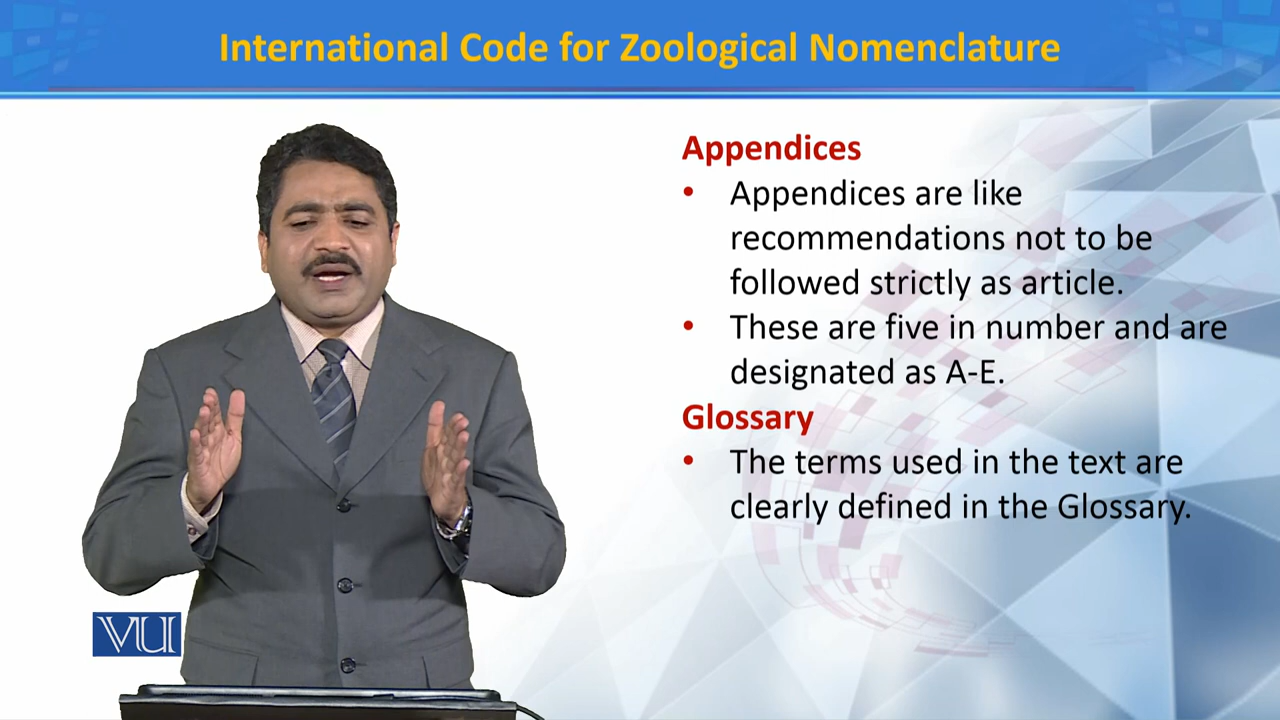 International Code for Zoological Nomenclature
Appendices
• Appendices are like
recommendations not to be
followed strictly as article.
• These are five in number and are
designated as A-E.
Glossary
• The terms used in the text are
clearly defined in the Glossary.
VU